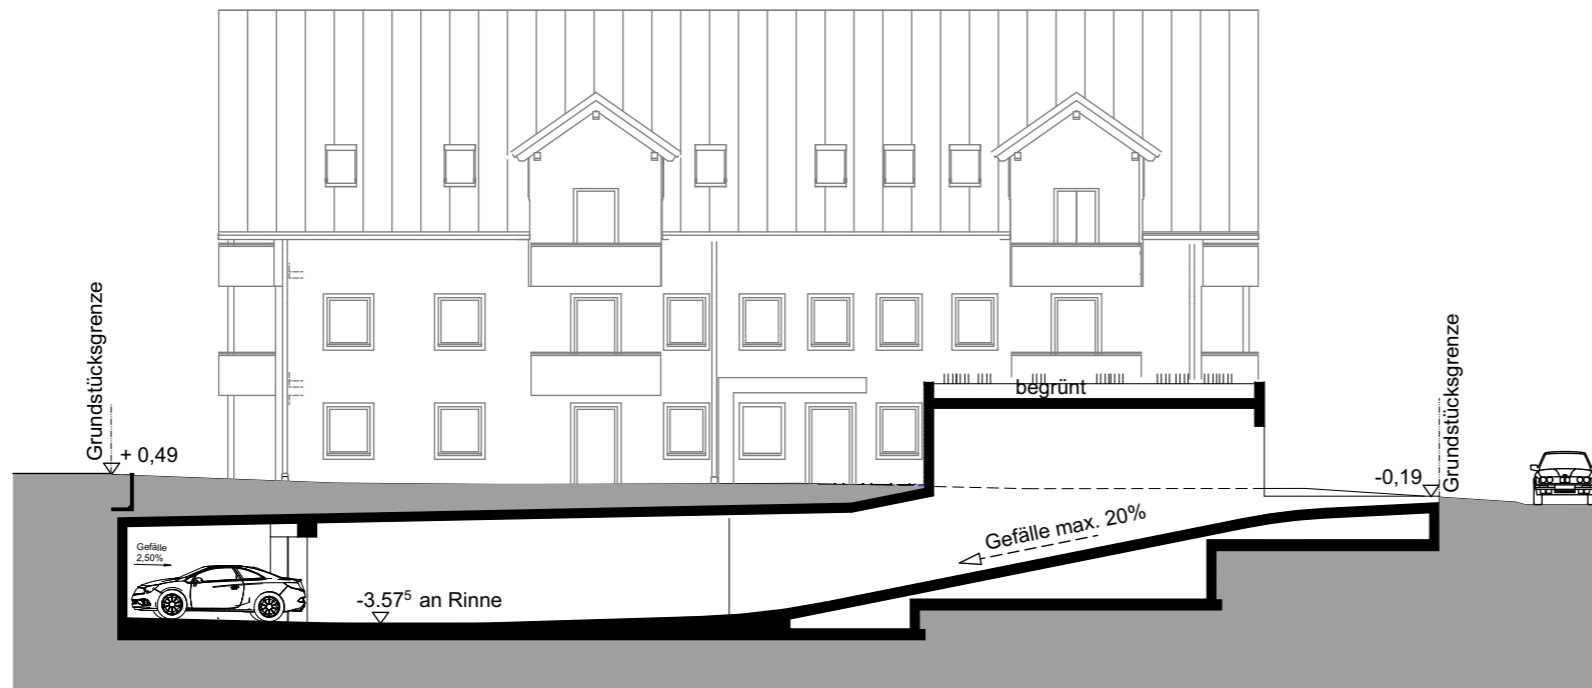 Grundstücksgrenze
+ 0,49
Grundstücksgrenze
-0,19
begrünt
Gefälle max. 20%
Gefälle
2,50%
-3.57⁵ an Rinne